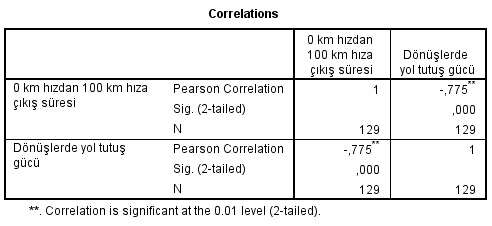 Correlations
0 km hızdan
100 km hıza
çıkış süresi
Dönüşlerde
yol tutuş gücü
0 km hızdan 100 km hıza
çıkış süresi
Pearson Correlation
1
-,775**
Sig. (2-tailed)
,000
N
129
129
Dönüşlerde yol tutuş
gücü
Pearson Correlation
-,775**
1
Sig. (2-tailed)
,000
N
129
129
**. Correlation is significant at the 0.01 level (2-tailed).